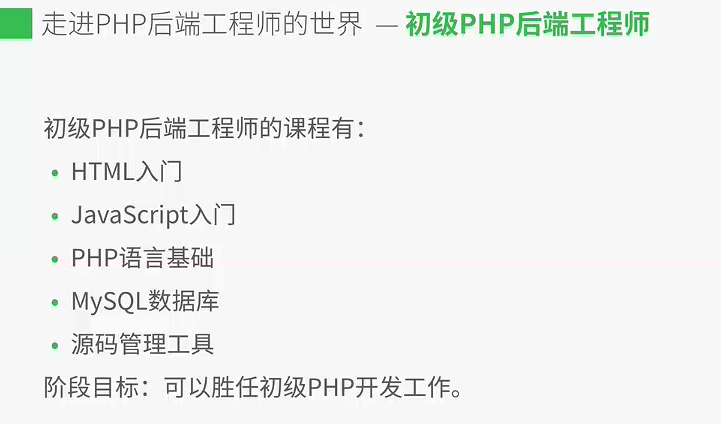 走进PHP后端工程师的世界 — 初级PHP后端工程师
初级PHP后端工程师的课程有：
• HTML入门
• JavaScript入门
• PHP语言基础
• MySQL数据库
• 源码管理工具
阶段目标：可以胜任初级PHP开发工作。